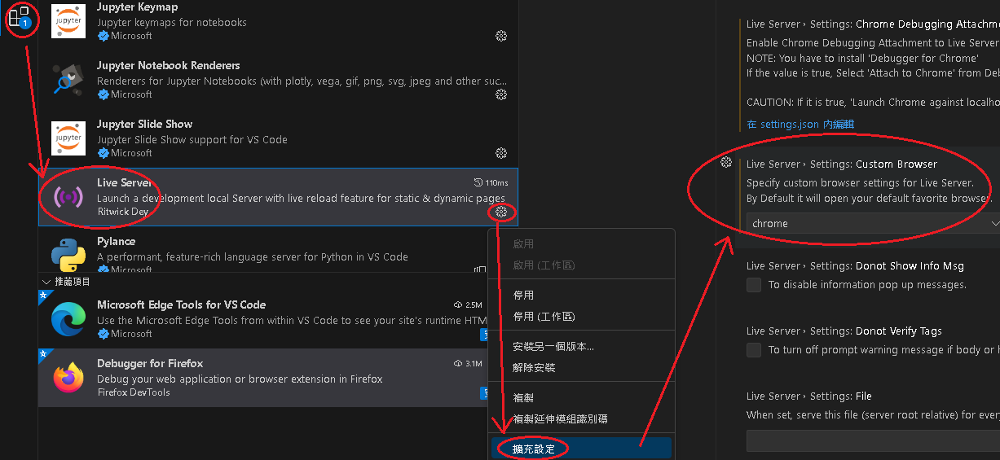 1
Jupyter Keymap
Jupyter keymaps for notebooks
Microsoft
Jupyter Notebook Renderers
Renderers for Jupyter Notebooks (with plotly, vega, gif, png, svg, jpeg and other suc...
Microsoft
Jupyter Slide Show
Jupyter Slide Show support for VS Code
Microsoft
Live Server
110ms
Launch a development local Server with live reload feature for static & dynamic pages
Ritwick Dey
Pylance
A performant, feature-rich language server for Python in VS Code
Microsoft
推薦項目
Microsoft Edge Tools for VS Code
2.5M
Use the Microsoft Edge Tools from within VS Code to see your site's runtime HTM
Microsoft
Debugger for Firefox
3.1M
Debug your web application or browser extension in Firefox
Firefox DevTools
啟用
啟用 (工作區)
停用
停用 (工作區)
安裝另一個版本...
解除安裝
複製
複製延伸模組識別碼
擴充設定
Live Server › Settings: Chrome Debugging Attachm
Enable Chrome Debugging Attachment to Live Server
NOTE: You have to install 'Debugger for Chrome'
If the value is true, Select 'Attach to Chrome' from Deb
CAUTION: If it is true, 'Launch Chrome against localho
在 settings.json 內編輯
Live Server › Settings: Custom Browser
Specify custom browser settings for Live Server.
By Default it will open your default favorite browser.
chrome
Live Server › Settings: Donot Show Info Msg
To disable information pop up messages.
Live Server › Settings: Donot Verify Tags
To turn off prompt warning message if body or h
Live Server › Settings: File
When set, serve this file (server root relative) for ever